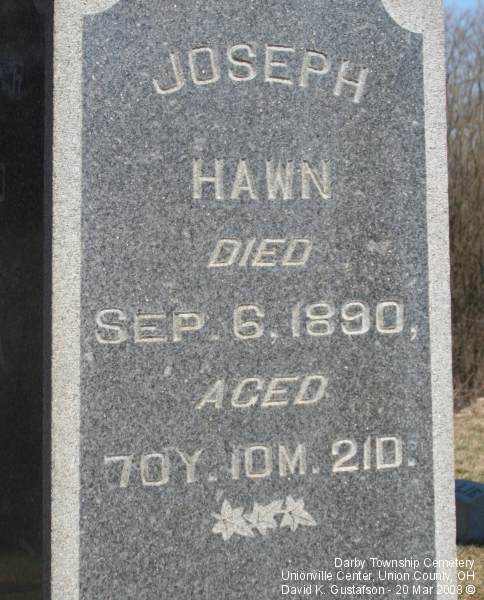 JOSEPH
HAWN
DIED
SEP. 6, 1890,
AGED
70Y. 10M. 21D.
Darby Township Cemetery
Unionville Center, Union County, OH
David K. Gustafson - 20 Mar 2008 ©